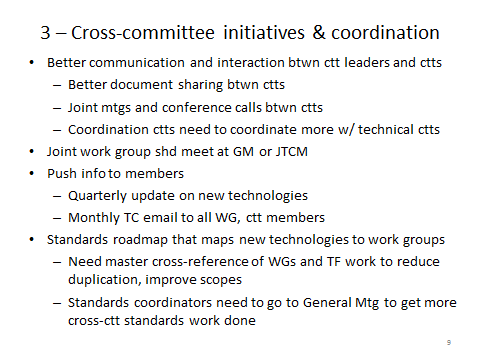 3 – Cross-committee initiatives & coordination
• Better communication and interaction btwn ctt leaders and ctts
– Better document sharing btwn ctts
– Joint mtgs and conference calls btwn ctts
– Coordination ctts need to coordinate more w/ technical ctts
• Joint work group shd meet at GM or JTCM
• Push info to members
– Quarterly update on new technologies
– Monthly TC email to all WG, ctt members
• Standards roadmap that maps new technologies to work groups
– Need master cross-reference of WGs and TF work to reduce
duplication, improve scopes
– Standards coordinators need to go to General Mtg to get more
cross-ctt standards work done
9